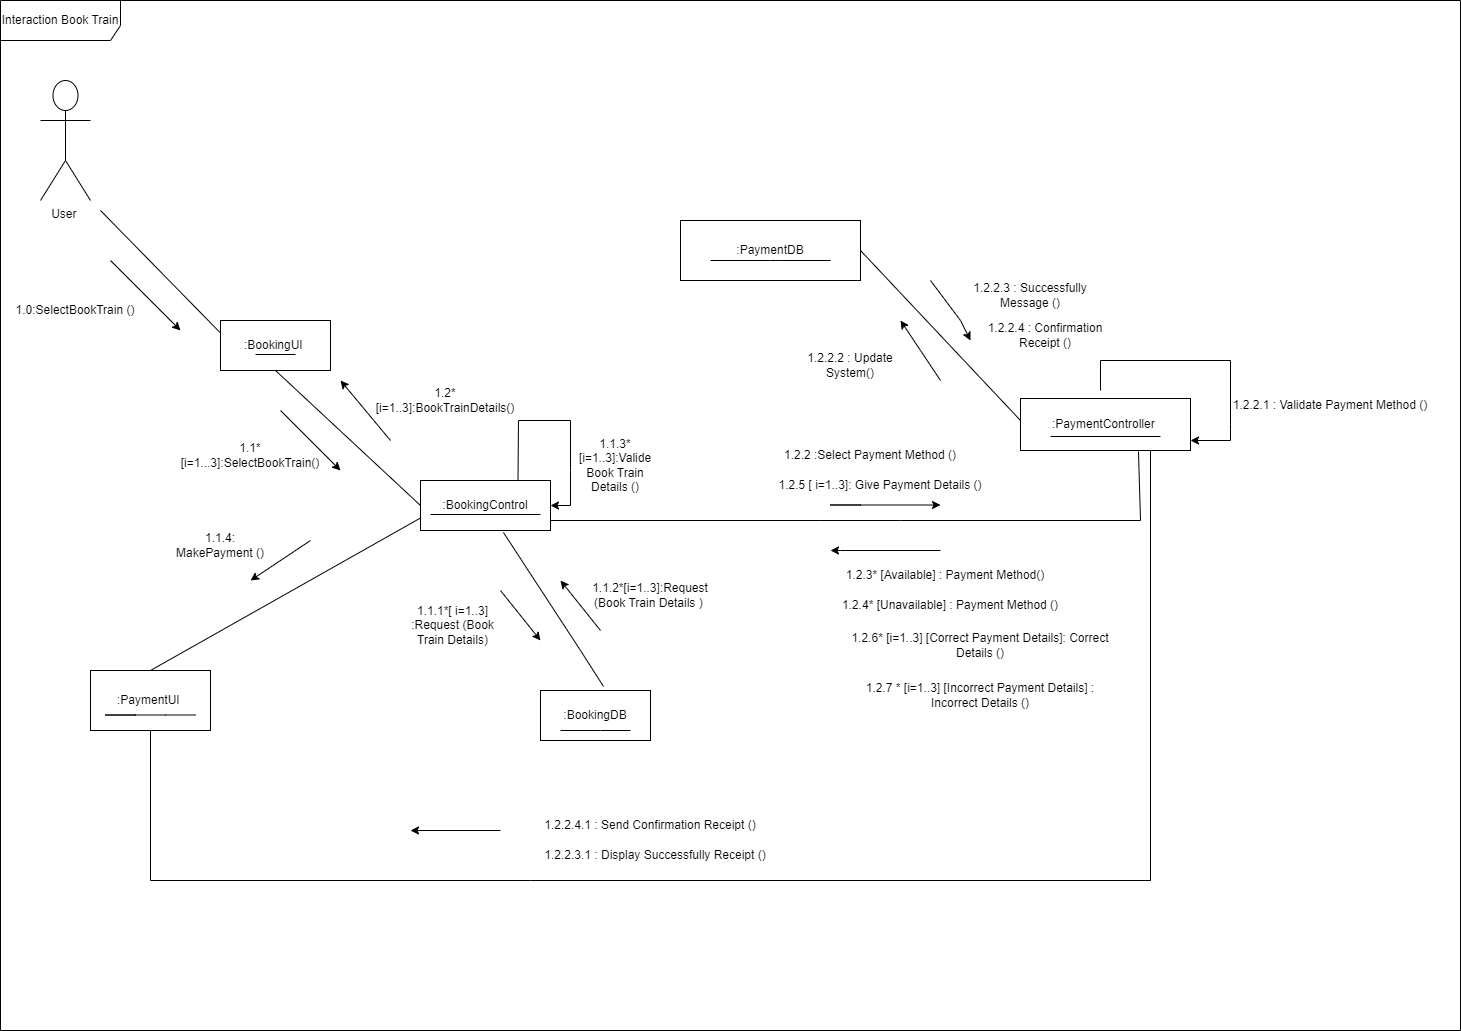 Interaction Book Train
User
1.0:SelectBookTrain ()
:BookingUI
1.2*
[i=1..3]:BookTrainDetails()
1.1*
[i=1..3]:SelectBookTrain()
1.1.3*
[i=1..3]:Valide
Book Train
Details ()
:BookingControl
1.1.4:
MakePayment ()
1.1.2*[i=1..3]:Request
(Book Train Details )
1.1.1*[ i=1..3]
:Request (Book
Train Details)
:PaymentUI
:BookingDB
:PaymentDB
1.2.2.3 : Successfully
Message ()
1.2.2.4 : Confirmation
Receipt ()
1.2.2.2 : Update
System()
1.2.2.1 : Validate Payment Method ()
:PaymentController
1.2.2 :Select Payment Method ()
1.2.5 [ i=1..3]: Give Payment Details ()
1.2.3* [Available] : Payment Method()
1.2.4* [Unavailable] : Payment Method ()
1.2.6* [i=1..3] [Correct Payment Details]: Correct
Details ()
1.2.7 * [i=1..3] [Incorrect Payment Details] :
Incorrect Details ()
1.2.2.4.1 : Send Confirmation Receipt ()
1.2.2.3.1 : Display Successfully Receipt ()